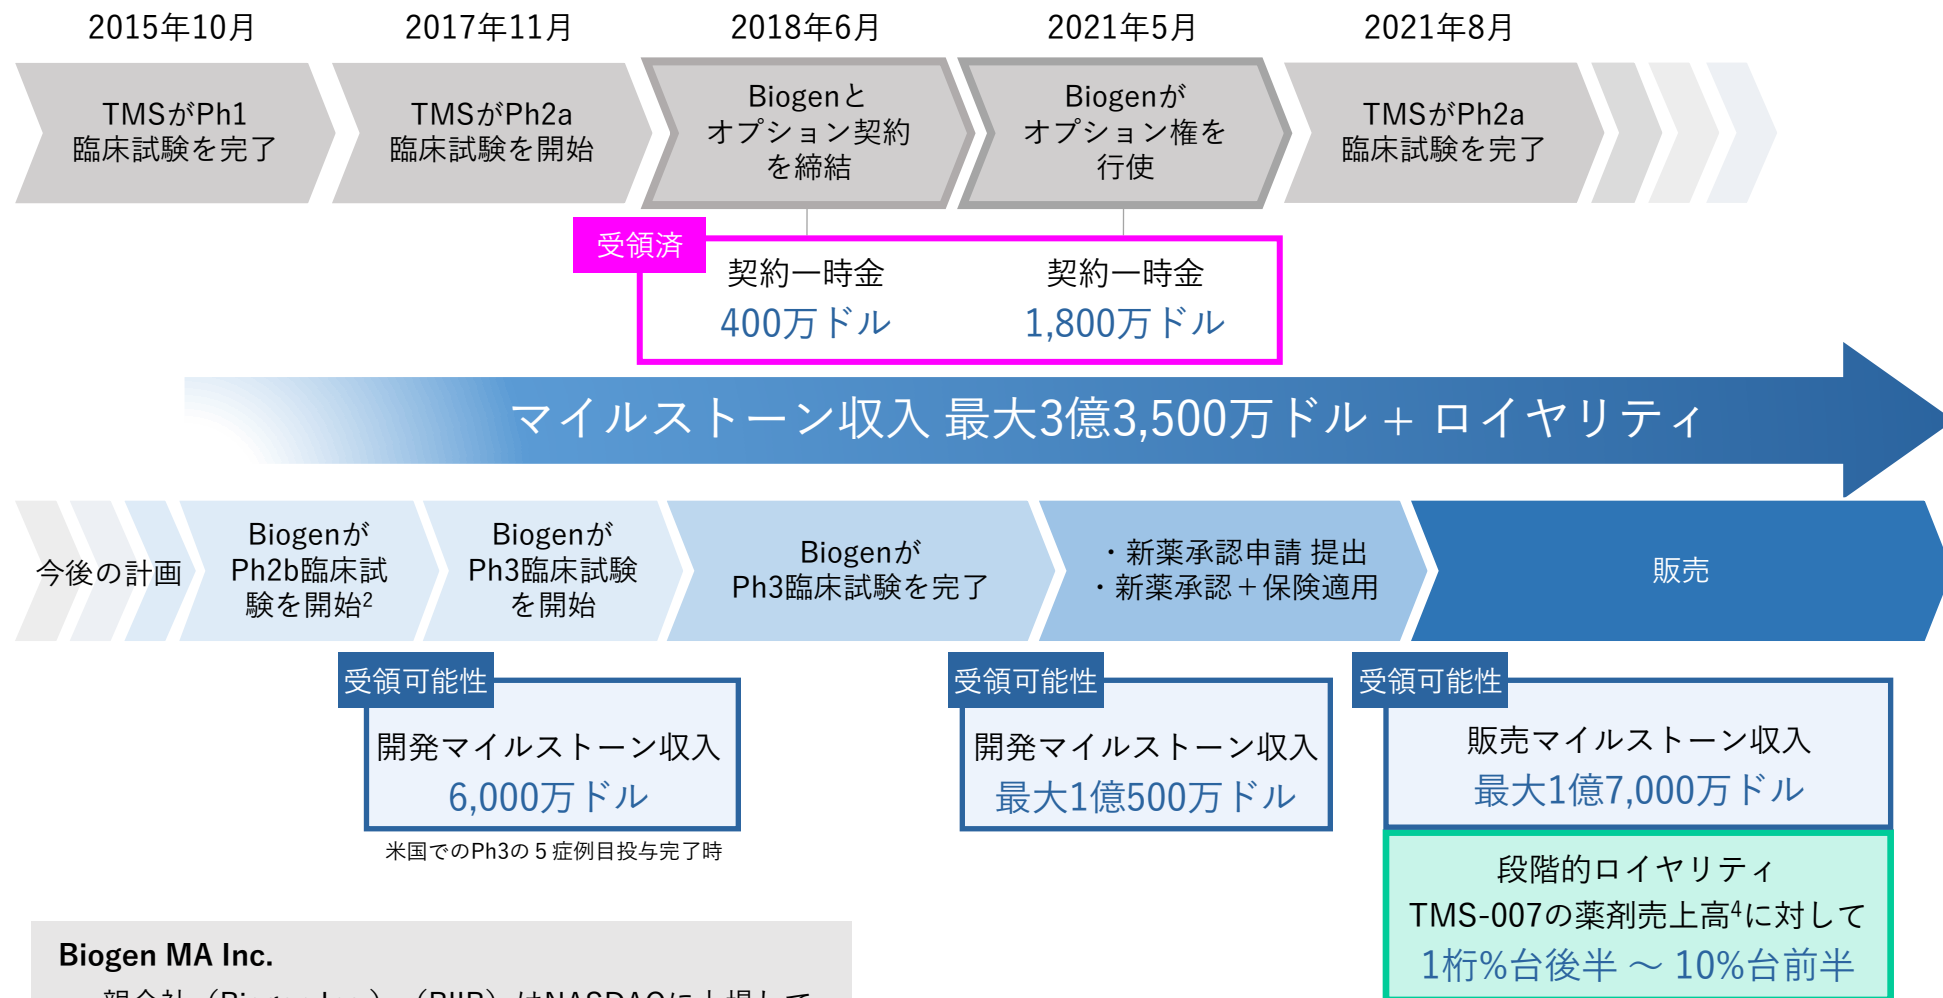 2015年10月
2017年11月
2018年6月
2021年5月
2021年8月
TMSがPh1
臨床試験を完了
TMSがPh2a
臨床試験を開始
Biogenと
オプション契約
を締結
Biogenが
オプション権を
行使
TMSがPh2a
臨床試験を完了
受領済
契約一時金
400万ドル
契約一時金
1,800万ドル
マイルストーン収入 最大3億3,500万ドル + ロイヤリティ
今後の計画
Biogenが
Ph2b臨床試
験を開始2
Biogenが
Ph3臨床試験
を開始
Biogenが
Ph3臨床試験を完了
・新薬承認申請 提出
・新薬承認＋保険適用
販売
受領可能性
開発マイルストーン収入
6,000万ドル
米国でのPh3の５症例目投与完了時
受領可能性
開発マイルストーン収入
最大1億500万ドル
受領可能性
販売マイルストーン収入
最大1億7,000万ドル
段階的ロイヤリティ
TMS-007の薬剤売上高4に対して
1桁%台後半 ～ 10%台前半
Biogen MA Inc.
親会社（Biogen Inc.）（BIIB）はNASDAQに上場して